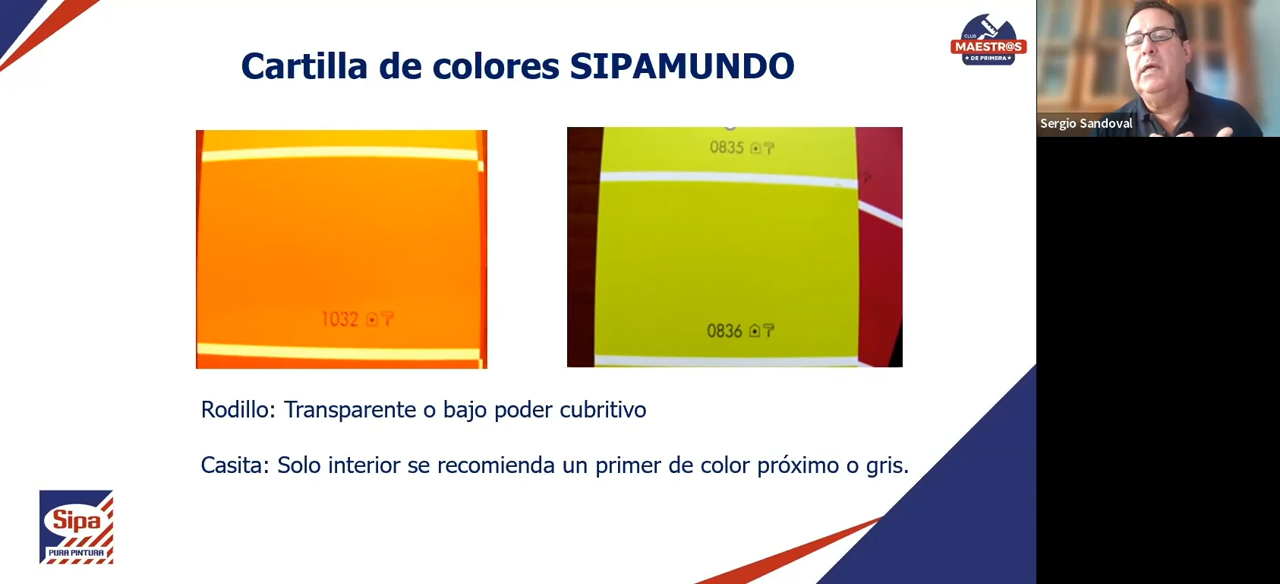 Cartilla de colores SIPAMUNDO
CLUB
MAESTR@S
DE PRIMERA
Sergio Sandoval
1032
0835
0836
Rodillo: Transparente o bajo poder cubritivo
Casita: Solo interior se recomienda un primer de color próximo o gris.
Sipa
PURA PINTURA